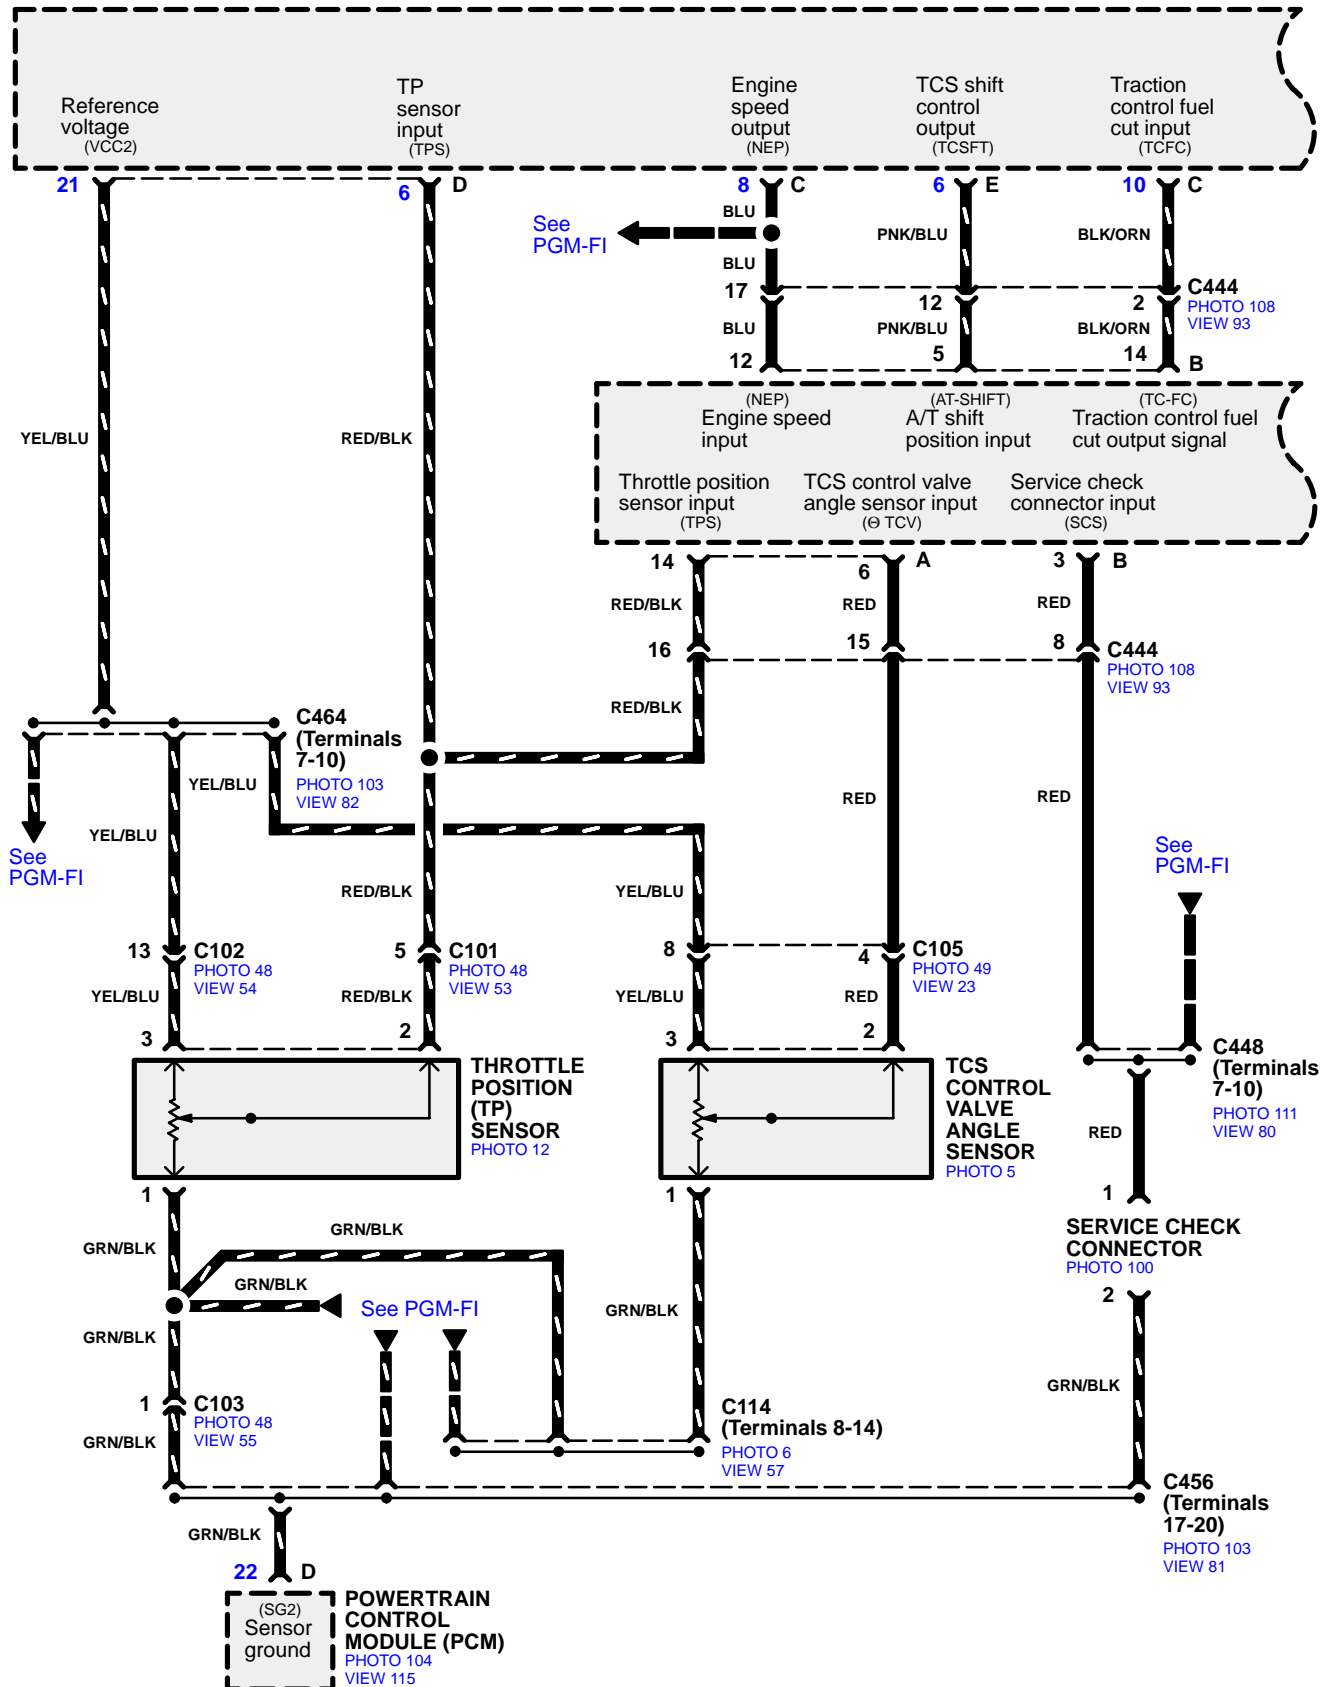 Reference
voltage
(VCC2)
TP
sensor
input
(TPS)
Engine
speed
output
(NEP)
TCS shift
control
output
(TCSFT)
Traction
control fuel
cut input
(TCFC)
21
6
D
8
C
6
E
10
C
BLU
PNK/BLU
BLK/ORN
See
PGM-FI
BLU
17
12
2
C444
PHOTO 108
VIEW 93
BLU
PNK/BLU
BLK/ORN
12
5
14
B
(NEP)
Engine speed
input
(AT-SHIFT)
A/T shift
position input
(TC-FC)
Traction control fuel
cut output signal
Throttle position
sensor input
(TPS)
TCS control valve
angle sensor input
(Θ TCV)
Service check
connector input
(SCS)
YEL/BLU
RED/BLK
14
6
A
3
B
RED/BLK
RED
RED
16
15
8
C444
PHOTO 108
VIEW 93
RED/BLK
C464
(Terminals
7-10)
PHOTO 103
VIEW 82
YEL/BLU
RED
RED
YEL/BLU
See
PGM-FI
See
PGM-FI
RED/BLK
YEL/BLU
13
C102
PHOTO 48
VIEW 54
5
C101
PHOTO 48
VIEW 53
8
4
C105
PHOTO 49
VIEW 23
YEL/BLU
RED/BLK
YEL/BLU
RED
3
2
3
2
THROTTLE
POSITION
(TP)
SENSOR
PHOTO 12
TCS
CONTROL
VALVE
ANGLE
SENSOR
PHOTO 5
C448
(Terminals
7-10)
PHOTO 111
VIEW 80
RED
1
1
1
SERVICE CHECK
CONNECTOR
PHOTO 100
2
GRN/BLK
GRN/BLK
GRN/BLK
See PGM-FI
GRN/BLK
GRN/BLK
GRN/BLK
1
C103
PHOTO 48
VIEW 55
GRN/BLK
C114
(Terminals 8-14)
PHOTO 6
VIEW 57
C456
(Terminals
17-20)
PHOTO 103
VIEW 81
GRN/BLK
22
D
(SG2)
Sensor
ground
POWERTRAIN
CONTROL
MODULE (PCM)
PHOTO 104
VIEW 115